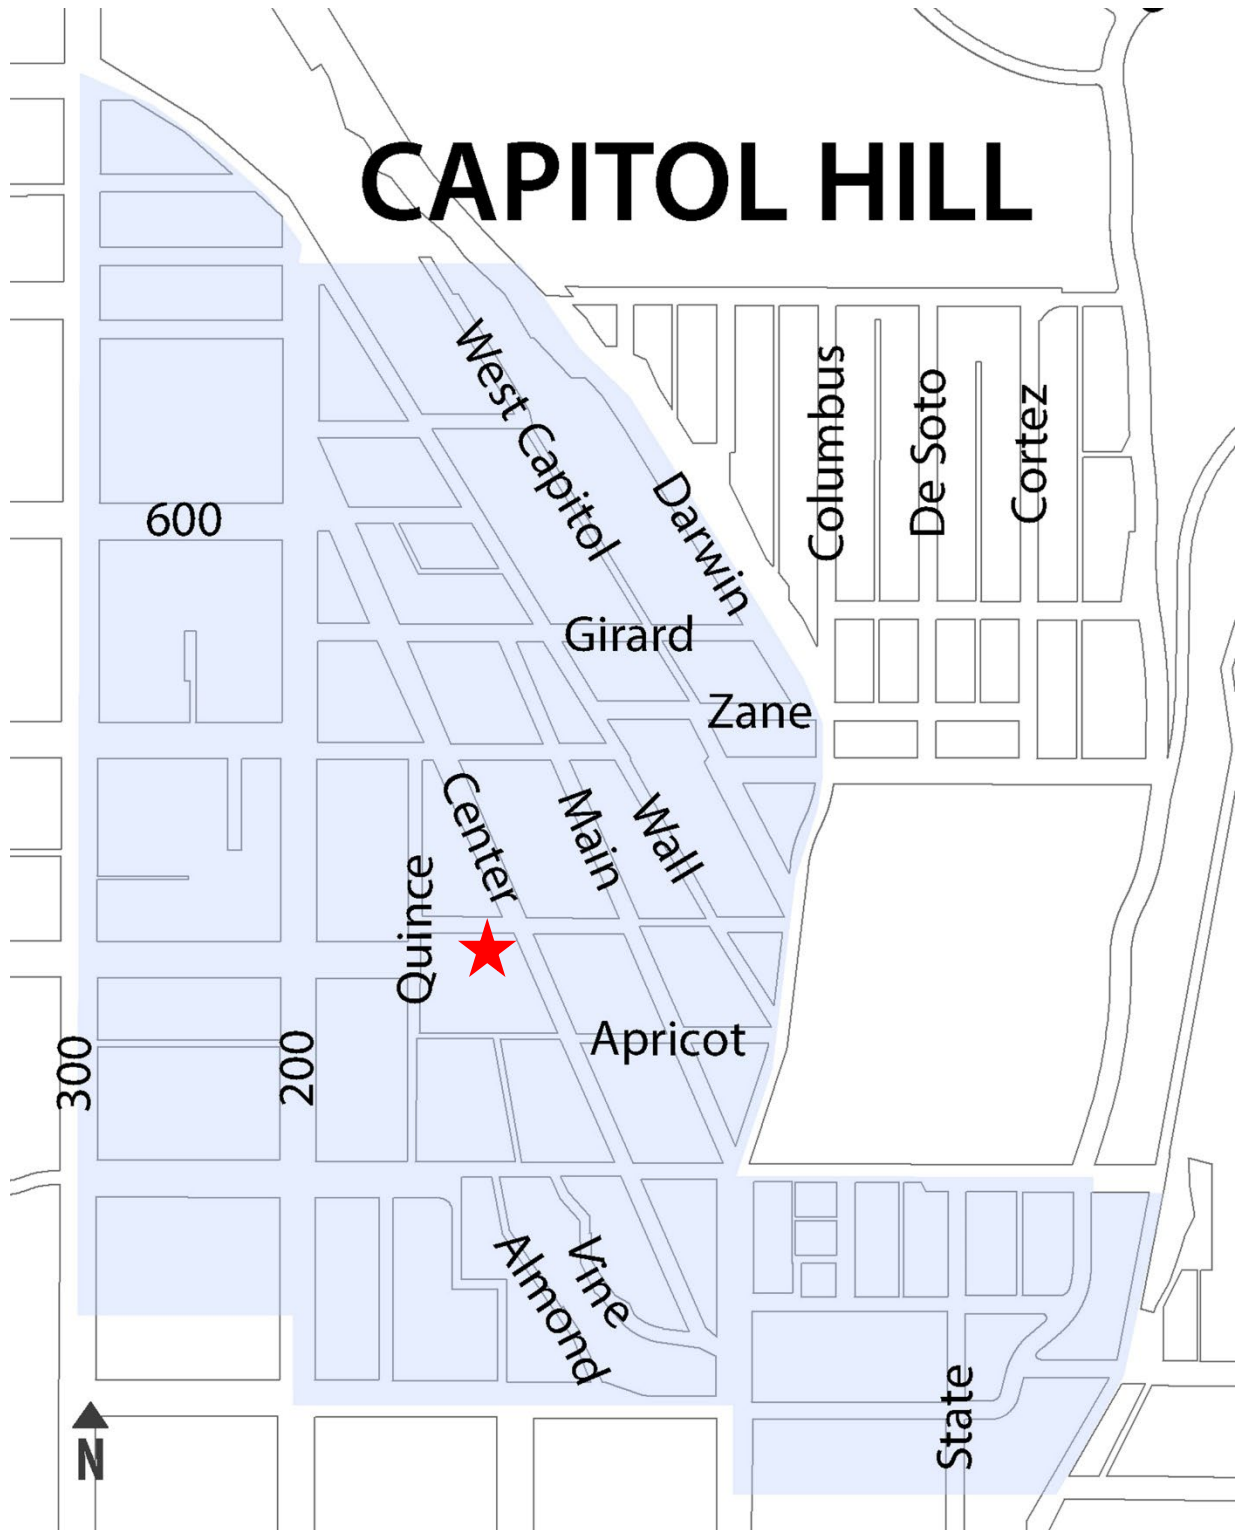 CAPITOL HILL
West Capitol
Columbus
De Soto
Cortez
Darwin
600
Girard
Zane
Center
Main
Wall
Quince
Apricot
300
200
Almond
Vine
State
N